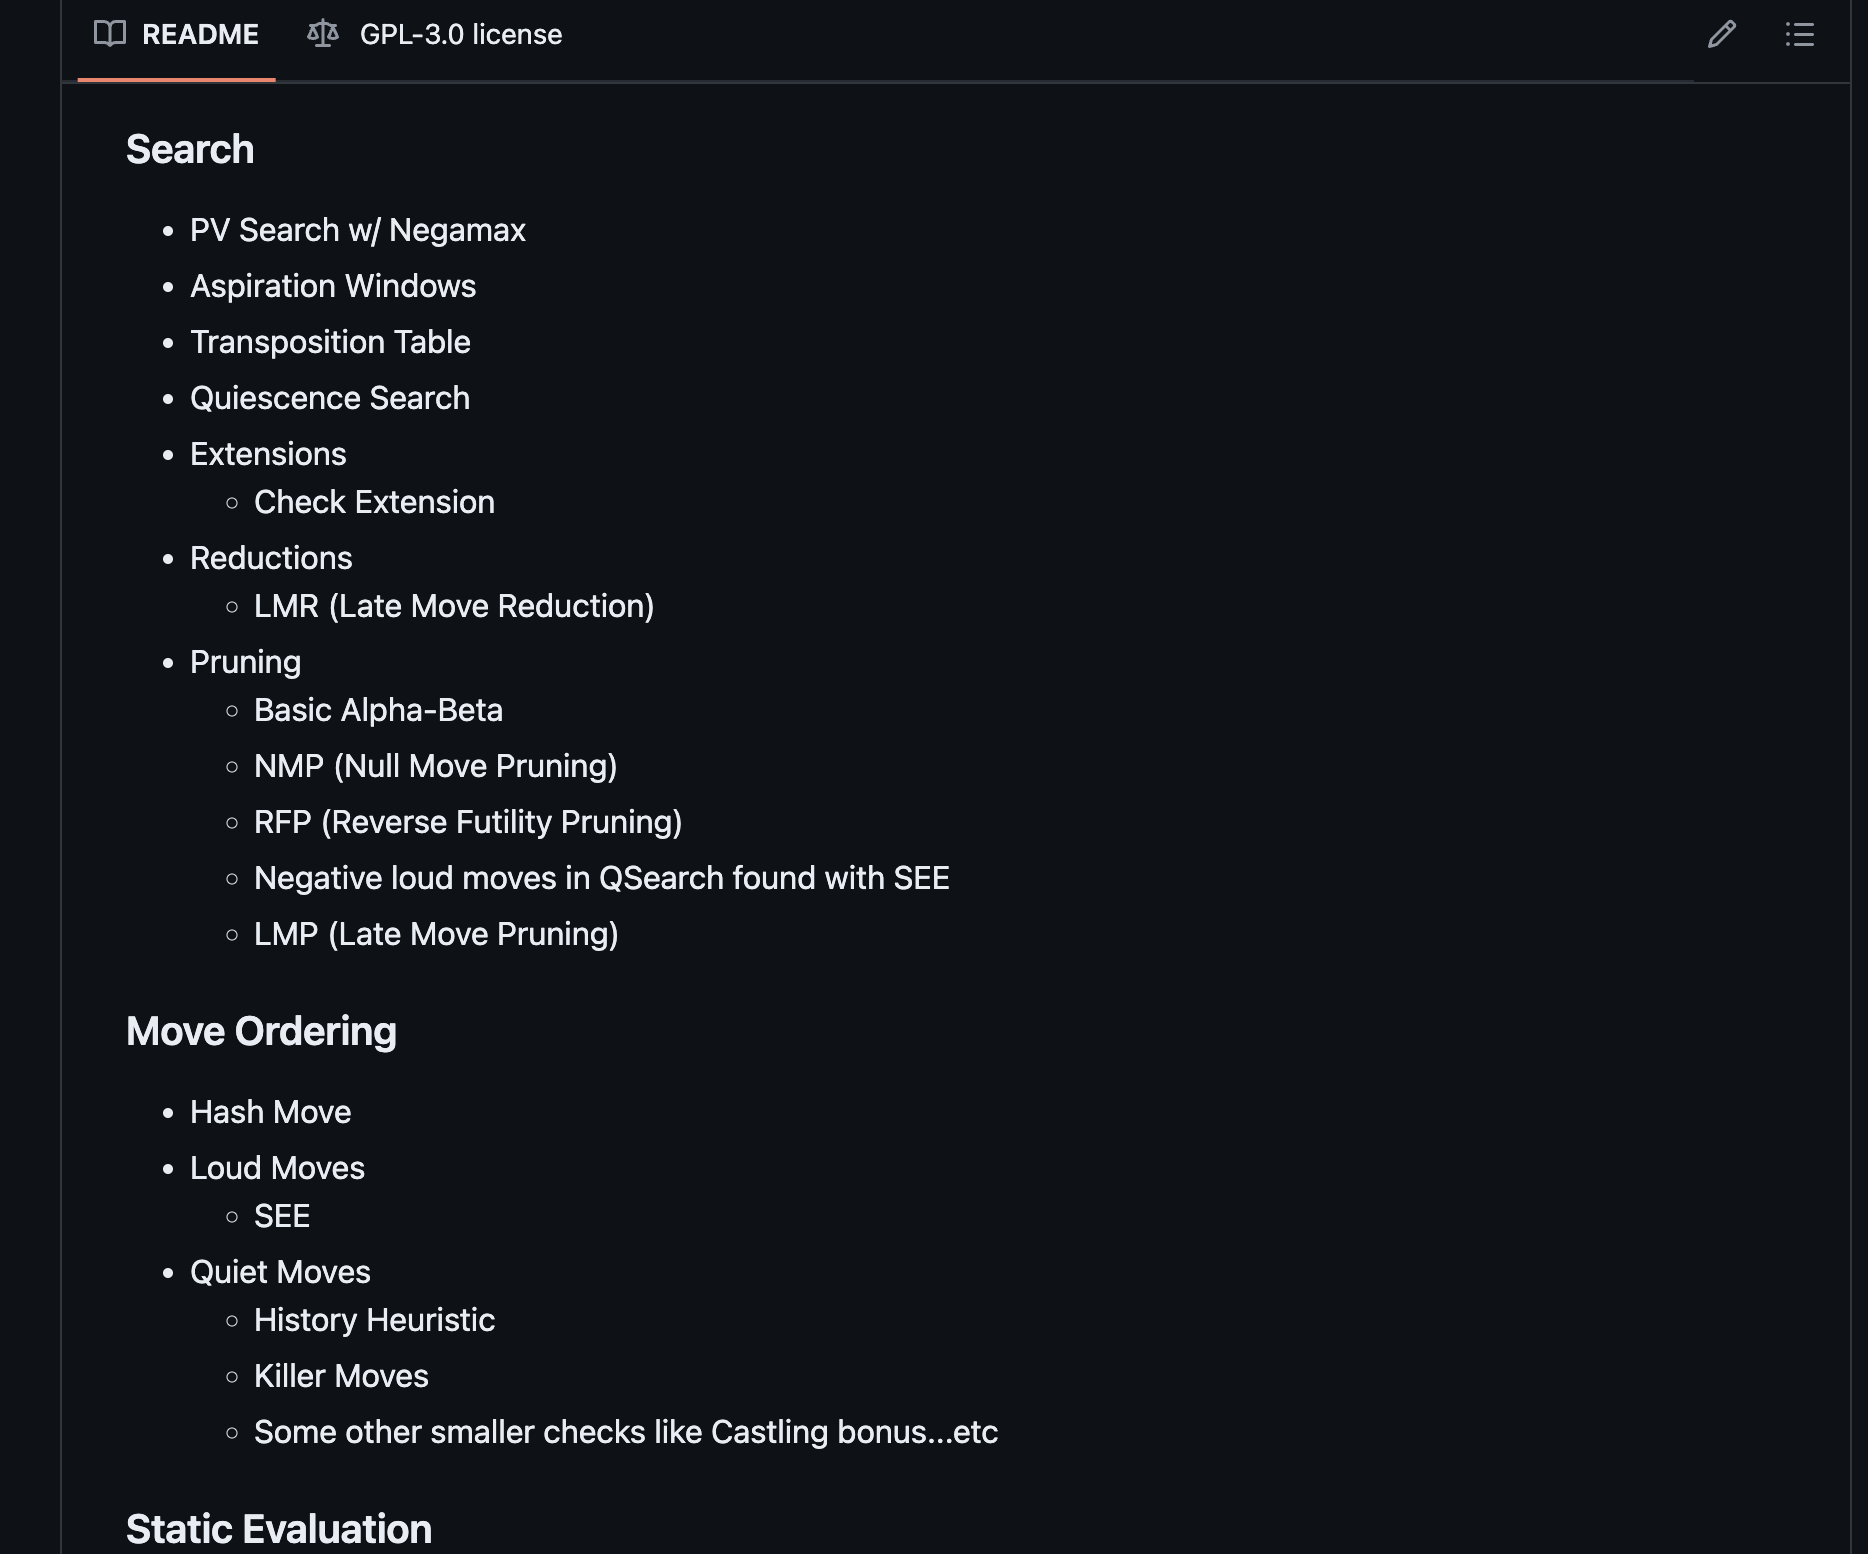 README
GPL-3.0 license
Search
PV Search w/ Negamax
Aspiration Windows
Transposition Table
Quiescence Search
Extensions
Check Extension
Reductions
LMR (Late Move Reduction)
Pruning
Basic Alpha-Beta
NMP (Null Move Pruning)
RFP (Reverse Futility Pruning)
Negative loud moves in QSearch found with SEE
LMP (Late Move Pruning)
Move Ordering
Hash Move
Loud Moves
SEE
Quiet Moves
History Heuristic
Killer Moves
Some other smaller checks like Castling bonus...etc
Static Evaluation